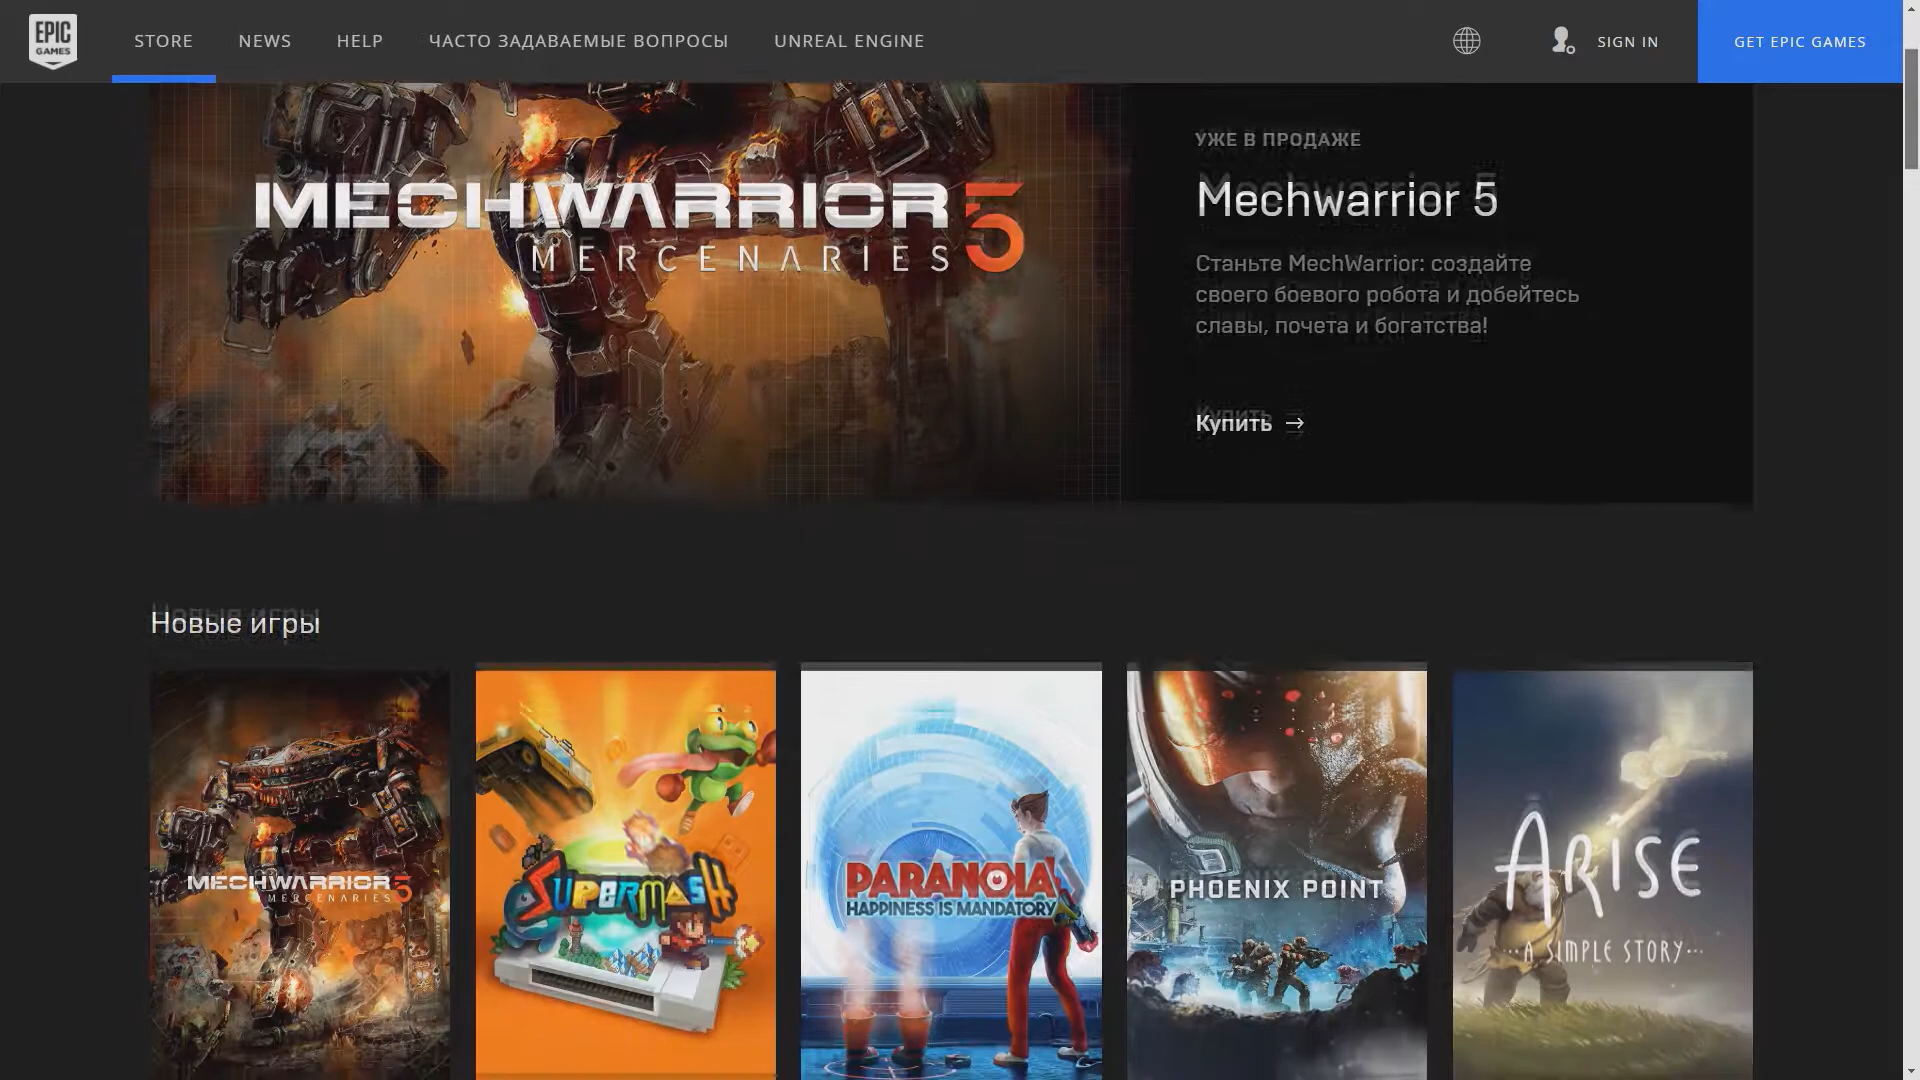 EPIC
GAMES
STORE
NEWS
HELP
ЧАСТО ЗАДАВАЕМЫЕ ВОПРОСЫ
UNREAL ENGINE
SIGN IN
GET EPIC GAMES
MECHWARRIOR 5
MERCENARIES
УЖЕ В ПРОДАЖЕ
Mechwarrior 5
Станьте MechWarrior: создайте
своего боевого робота и добейтесь
славы, почета и богатства!
Купить →
Новые игры
MECHWARRIOR 5
MERCENARIES
SUPERMASH
PARANOIA
HAPPINESS IS MANDATORY
PHOENIX POINT
ARISE
A SIMPLE STORY